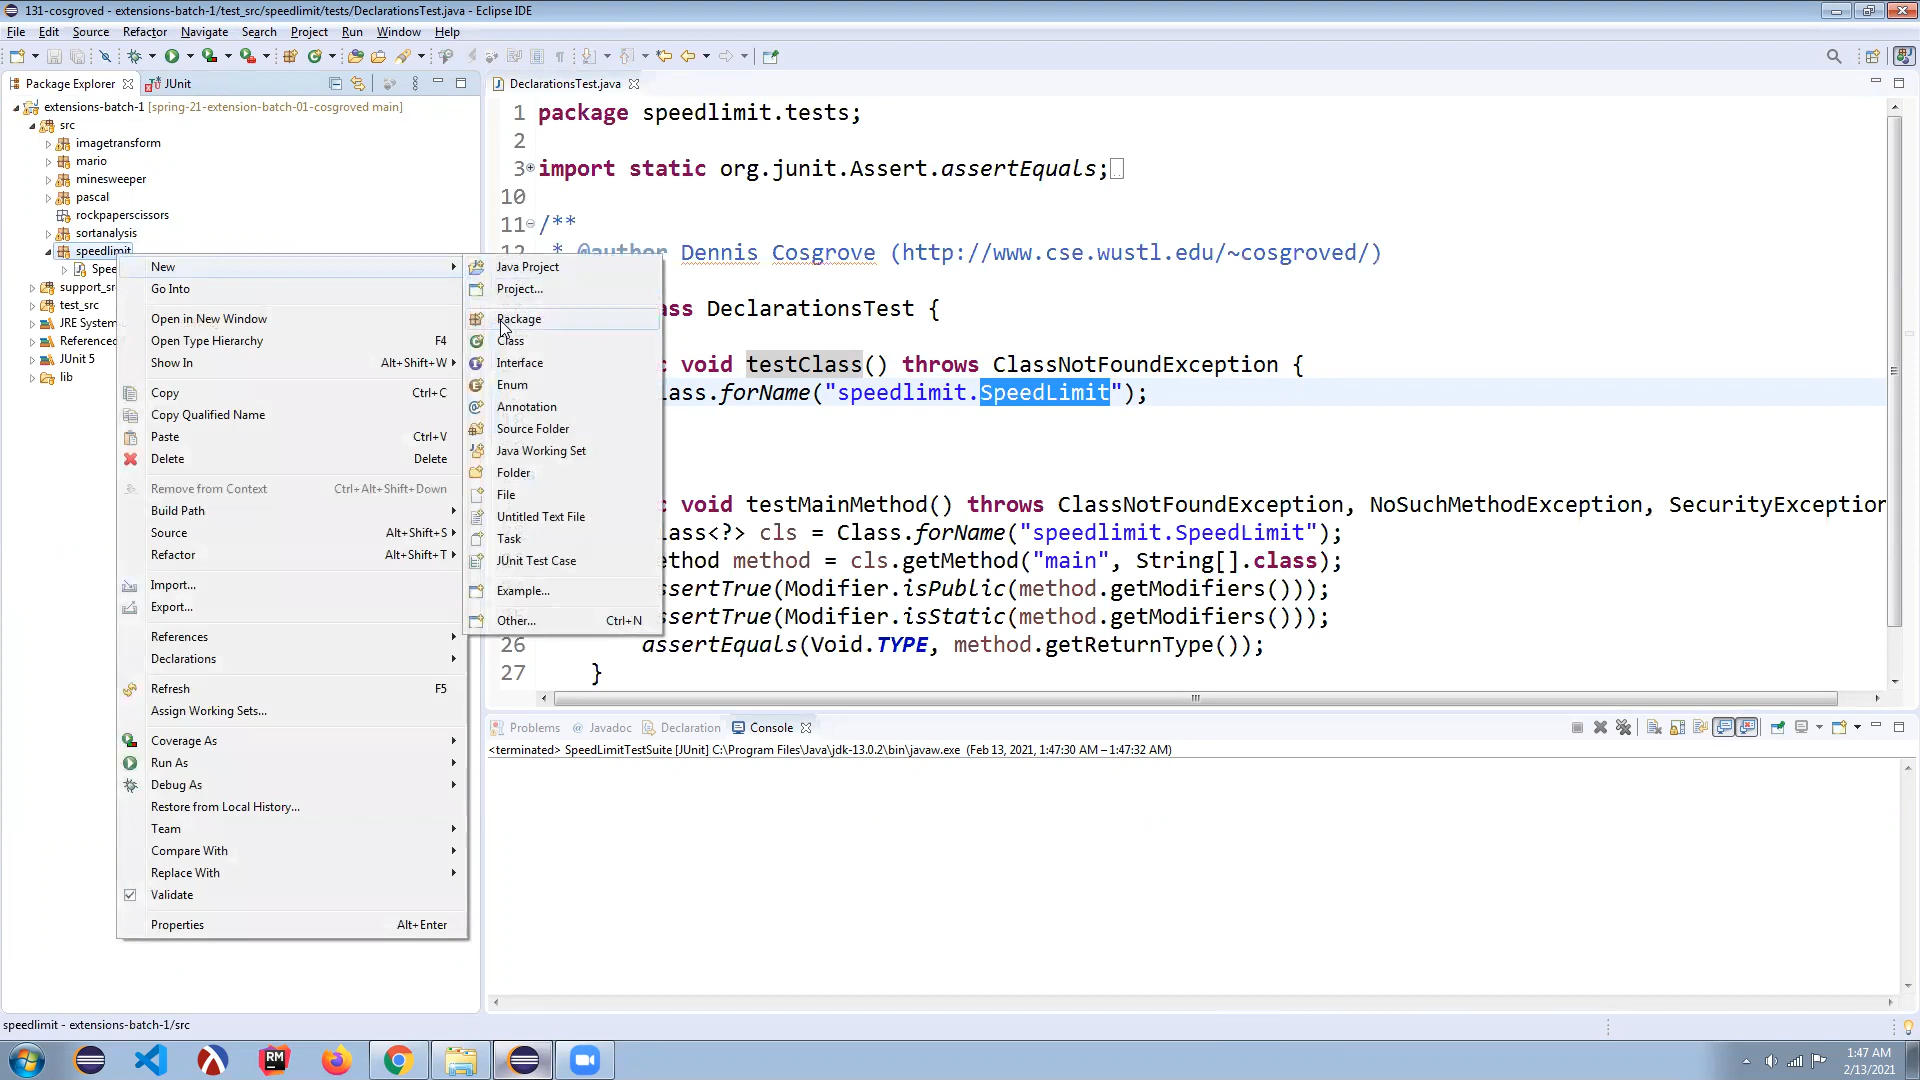 131-cosgroved - extensions-batch-1/test_src/speedlimit/tests/DeclarationsTest.java - Eclipse IDE
File Edit Source Refactor Navigate Search Project Run Window Help
Package Explorer JUnit
extensions-batch-1 [spring-21-extension-batch-01-cosgroved main]
src
imagetransform
mario
minesweeper
pascal
rockpaperscissors
sortanalysis
speedlimit
Spee
support_sr
test_src
JRE System
Referenced
JUnit 5
lib
New
Go Into
Open in New Window
Open Type Hierarchy F4
Show In Alt+Shift+W
Copy Ctrl+C
Copy Qualified Name
Paste Ctrl+V
Delete Delete
Remove from Context Ctrl+Alt+Shift+Down
Build Path
Source Alt+Shift+S
Refactor Alt+Shift+T
Import...
Export...
References
Declarations
Refresh F5
Assign Working Sets...
Coverage As
Run As
Debug As
Restore from Local History...
Team
Compare With
Replace With
Validate
Properties Alt+Enter
Java Project
Project...
Package
Class
Interface
Enum
Annotation
Source Folder
Java Working Set
Folder
File
Untitled Text File
Task
JUnit Test Case
Example...
Other... Ctrl+N
DeclarationsTest.java
1 package speedlimit.tests;
2
3 import static org.junit.Assert.assertEquals;
10
11 /**
12 * @author Dennis Cosgrove (http://www.cse.wustl.edu/~cosgroved/)
ass DeclarationsTest {
c void testClass() throws ClassNotFoundException {
lass.forName("speedlimit.SpeedLimit");
c void testMainMethod() throws ClassNotFoundException, NoSuchMethodException, SecurityException
lass<?> cls = Class.forName("speedlimit.SpeedLimit");
ethod method = cls.getMethod("main", String[].class);
ssertTrue(Modifier.isPublic(method.getModifiers()));
ssertTrue(Modifier.isStatic(method.getModifiers()));
26 assertEquals(Void.TYPE, method.getReturnType());
27 }
Problems Javadoc Declaration Console
<terminated> SpeedLimitTestSuite [JUnit] C:\Program Files\Java\jdk-13.0.2\bin\javaw.exe (Feb 13, 2021, 1:47:30 AM – 1:47:32 AM)
speedlimit - extensions-batch-1/src
1:47 AM
2/13/2021